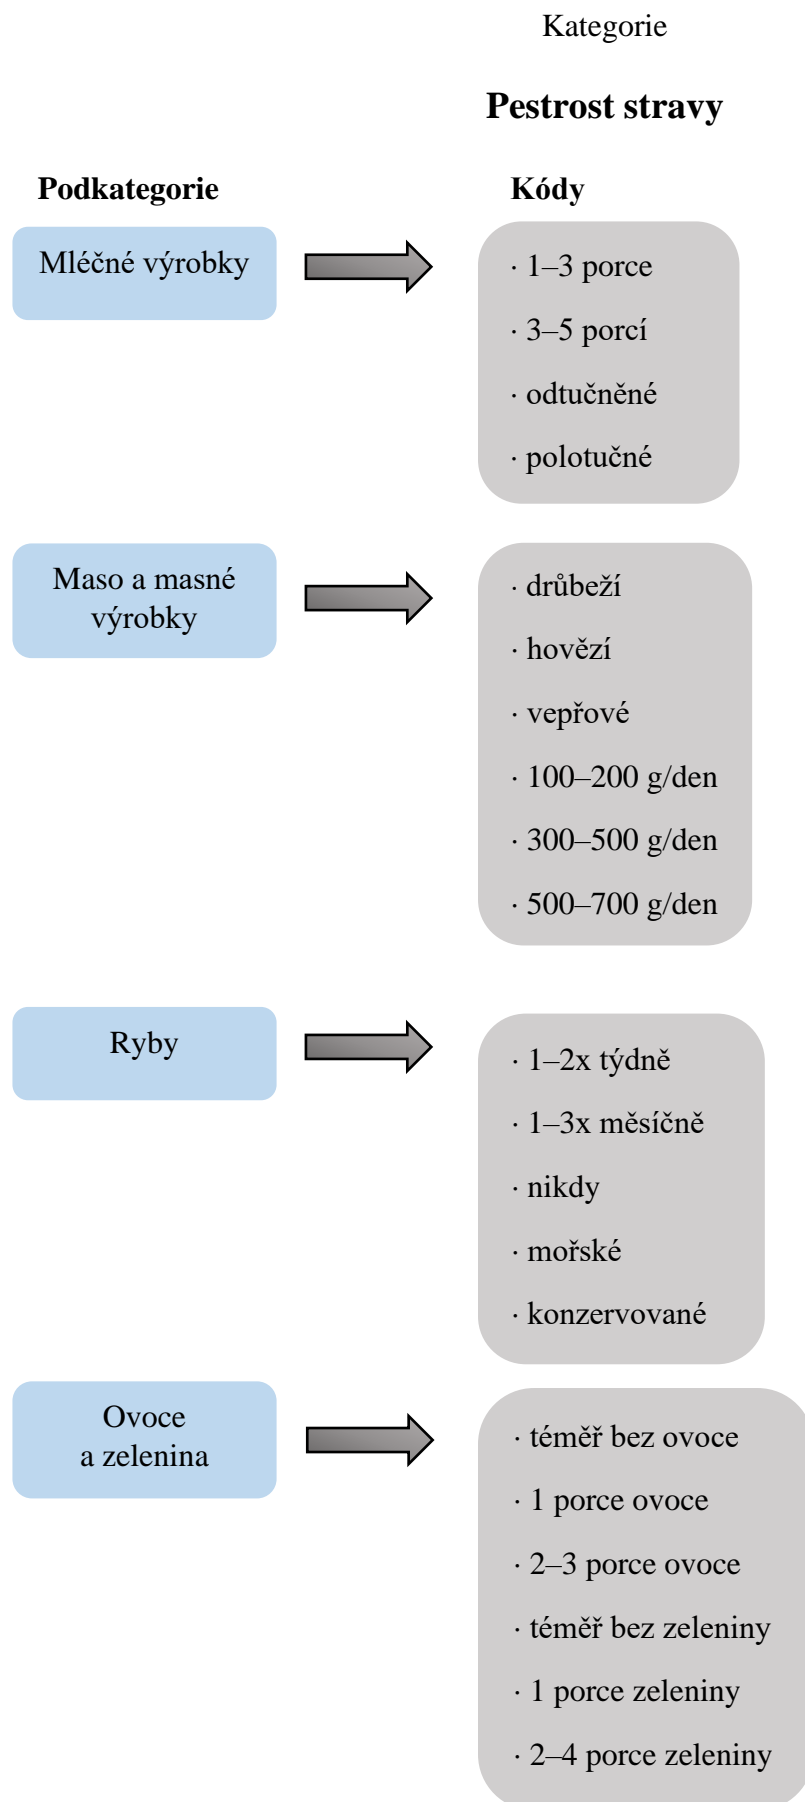 Kategorie
Pestrost stravy
Podkategorie
Kódy
Mléčné výrobky
· 1–3 porce
· 3–5 porcí
· odtučněné
· polotučné
Maso a masné
výrobky
· drůbeží
· hovězí
· vepřové
· 100–200 g/den
· 300–500 g/den
· 500–700 g/den
Ryby
· 1–2x týdně
· 1–3x měsíčně
· nikdy
· mořské
· konzervované
Ovoce
a zelenina
· téměř bez ovoce
· 1 porce ovoce
· 2–3 porce ovoce
· téměř bez zeleniny
· 1 porce zeleniny
· 2–4 porce zeleniny